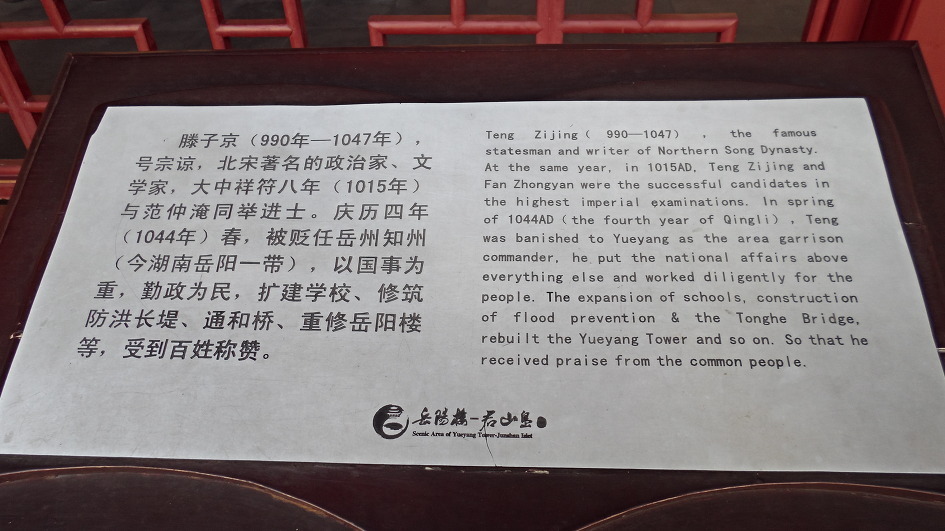 滕子京（990年—1047年），
号宗谅，北宋著名的政治家、文
学家，大中祥符八年（1015年）
与范仲淹同举进士。庆历四年
（1044年）春，被贬任岳州知州
（今湖南岳阳一带），以国事为
重，勤政为民，扩建学校、修筑
防洪长堤、通和桥、重修岳阳楼
等，受到百姓称赞。
Teng Zijing( 990—1047) , the famous
statesman and writer of Northern Song Dynasty.
At the same year, in 1015AD, Teng Zijing and
Fan Zhongyan were the successful candidates in
the highest imperial examinations. In spring
of 1044AD (the fourth year of Qingli) , Teng
was banished to Yueyang as the area garrison
commander, he put the national affairs above
everything else and worked diligently for the
people. The expansion of schools, construction
of flood prevention & the Tonghe Bridge,
rebuilt the Yueyang Tower and so on. So that he
received praise from the common people.
岳陽樓-君山島
Scenic Area of Yueyang Tower-Junshan Islet